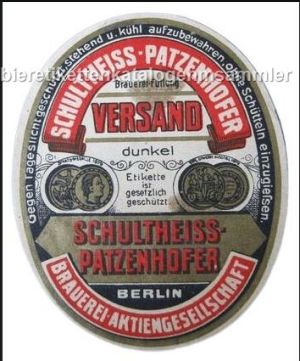 Gegen Tageslicht geschützt, stehend u. kühl aufzubewahren ohne Schütteln einzugießen.
bieretikettenkatalogenmsammler
SCHULTHEISS-PATZENHOFER
Brauerei-Füllung
VERSAND
dunkel
Etikette
ist
gesetzlich
geschützt.
SCHULTHEISS-
PATZENHOFER
BRAUEREI-AKTIENGESELLSCHAFT
BERLIN